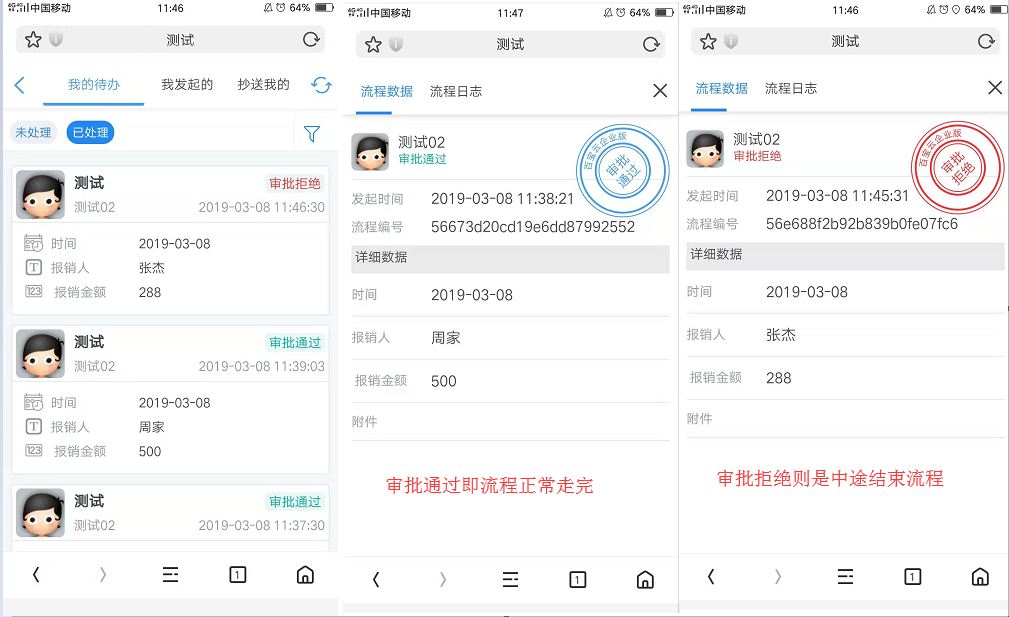 中国移动 11:46 64%
测试
我的待办 我发起的 抄送我的
未处理 已处理
测试 审批拒绝
测试02 2019-03-08 11:46:30
时间 2019-03-08
报销人 张杰
123 报销金额 288
测试 审批通过
测试02 2019-03-08 11:39:03
时间 2019-03-08
T 报销人 周家
123 报销金额 500
测试 审批通过
测试02 2019-03-08 11:37:30
1
中国移动 11:47 64%
测试
流程数据 流程日志
测试02
审批通过
百宝云企业版
审批
通过
发起时间 2019-03-08 11:38:21
流程编号 56673d20cd19e6dd87992552
详细数据
时间 2019-03-08
报销人 周家
报销金额 500
附件
审批通过即流程正常走完
1
中国移动 11:46 64%
测试
流程数据 流程日志
测试02
审批拒绝
百宝云企业版
审批
拒绝
发起时间 2019-03-08 11:45:31
流程编号 56e688f2b92b839b0fe07fc6
详细数据
时间 2019-03-08
报销人 张杰
报销金额 288
附件
审批拒绝则是中途结束流程
1